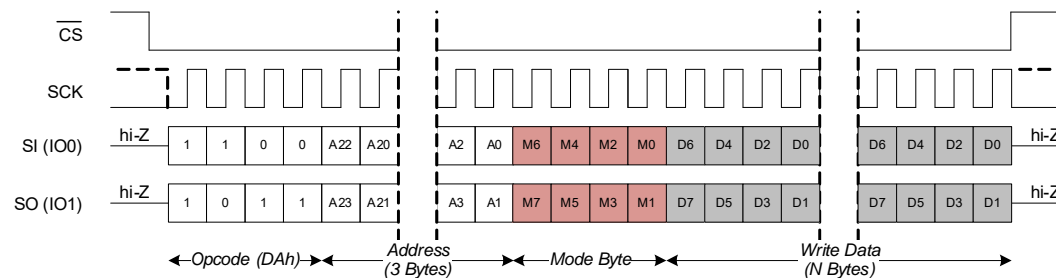 CS
SCK
hi-Z hi-Z
SI (IO0) 1 1 0 0 A22 A20 A2 A0 M6 M4 M2 M0 D6 D4 D2 D0 D6 D4 D2 D0
hi-Z hi-Z
SO (IO1) 1 0 1 1 A23 A21 A3 A1 M7 M5 M3 M1 D7 D5 D3 D1 D7 D5 D3 D1
Opcode (DAh) Address Mode Byte Write Data
(3 Bytes) (N Bytes)